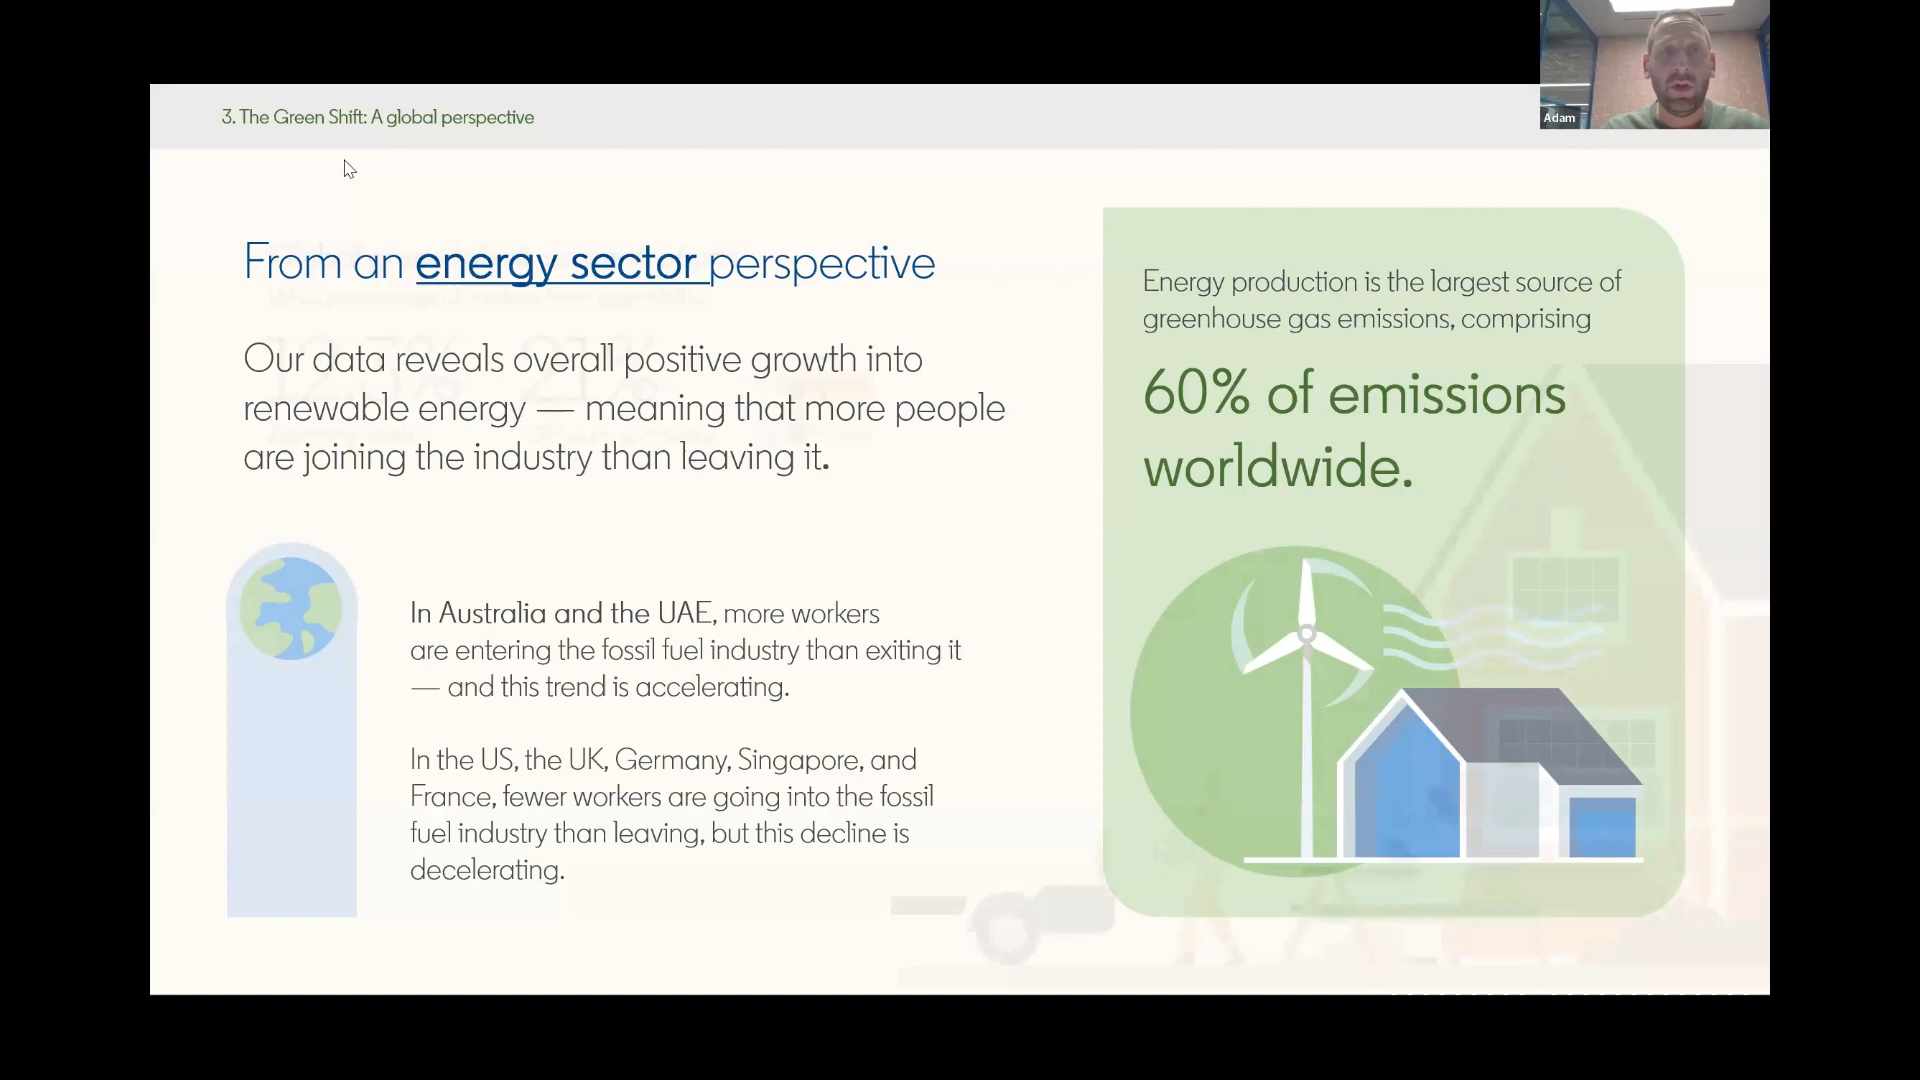 3. The Green Shift: A global perspective
Adam
From an energy sector perspective
Our data reveals overall positive growth into
renewable energy — meaning that more people
are joining the industry than leaving it.
In Australia and the UAE, more workers
are entering the fossil fuel industry than exiting it
— and this trend is accelerating.
In the US, the UK, Germany, Singapore, and
France, fewer workers are going into the fossil
fuel industry than leaving, but this decline is
decelerating.
Energy production is the largest source of
greenhouse gas emissions, comprising
60% of emissions
worldwide.